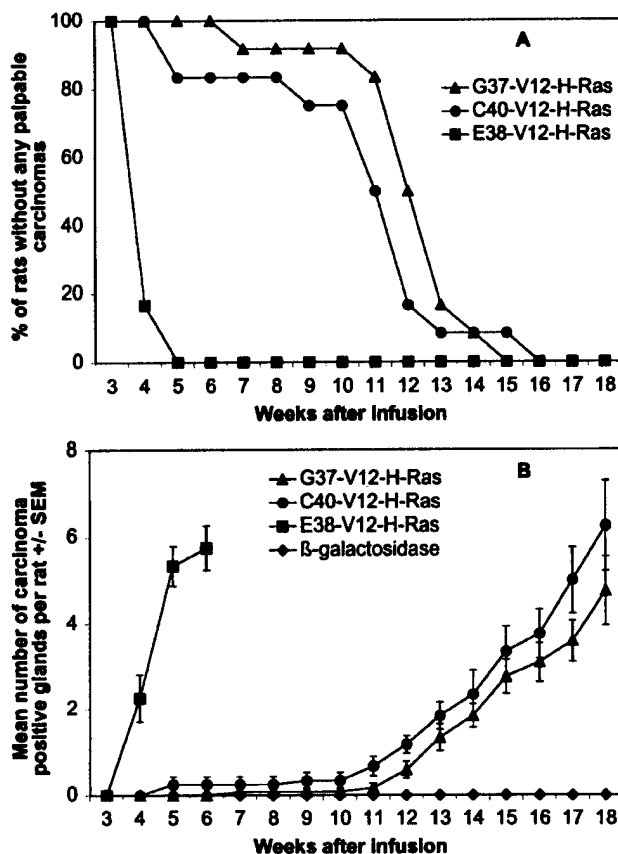 100
80
60
40
20
0
% of rats without any palpable
carcinomas
A
G37-V12-H-Ras
C40-V12-H-Ras
E38-V12-H-Ras
3 4 5 6 7 8 9 10 11 12 13 14 15 16 17 18
Weeks after infusion
8
6
4
2
0
Mean number of carcinoma
positive glands per rat +/- SEM
B
G37-V12-H-Ras
C40-V12-H-Ras
E38-V12-H-Ras
ß-galactosidase
3 4 5 6 7 8 9 10 11 12 13 14 15 16 17 18
Weeks after infusion